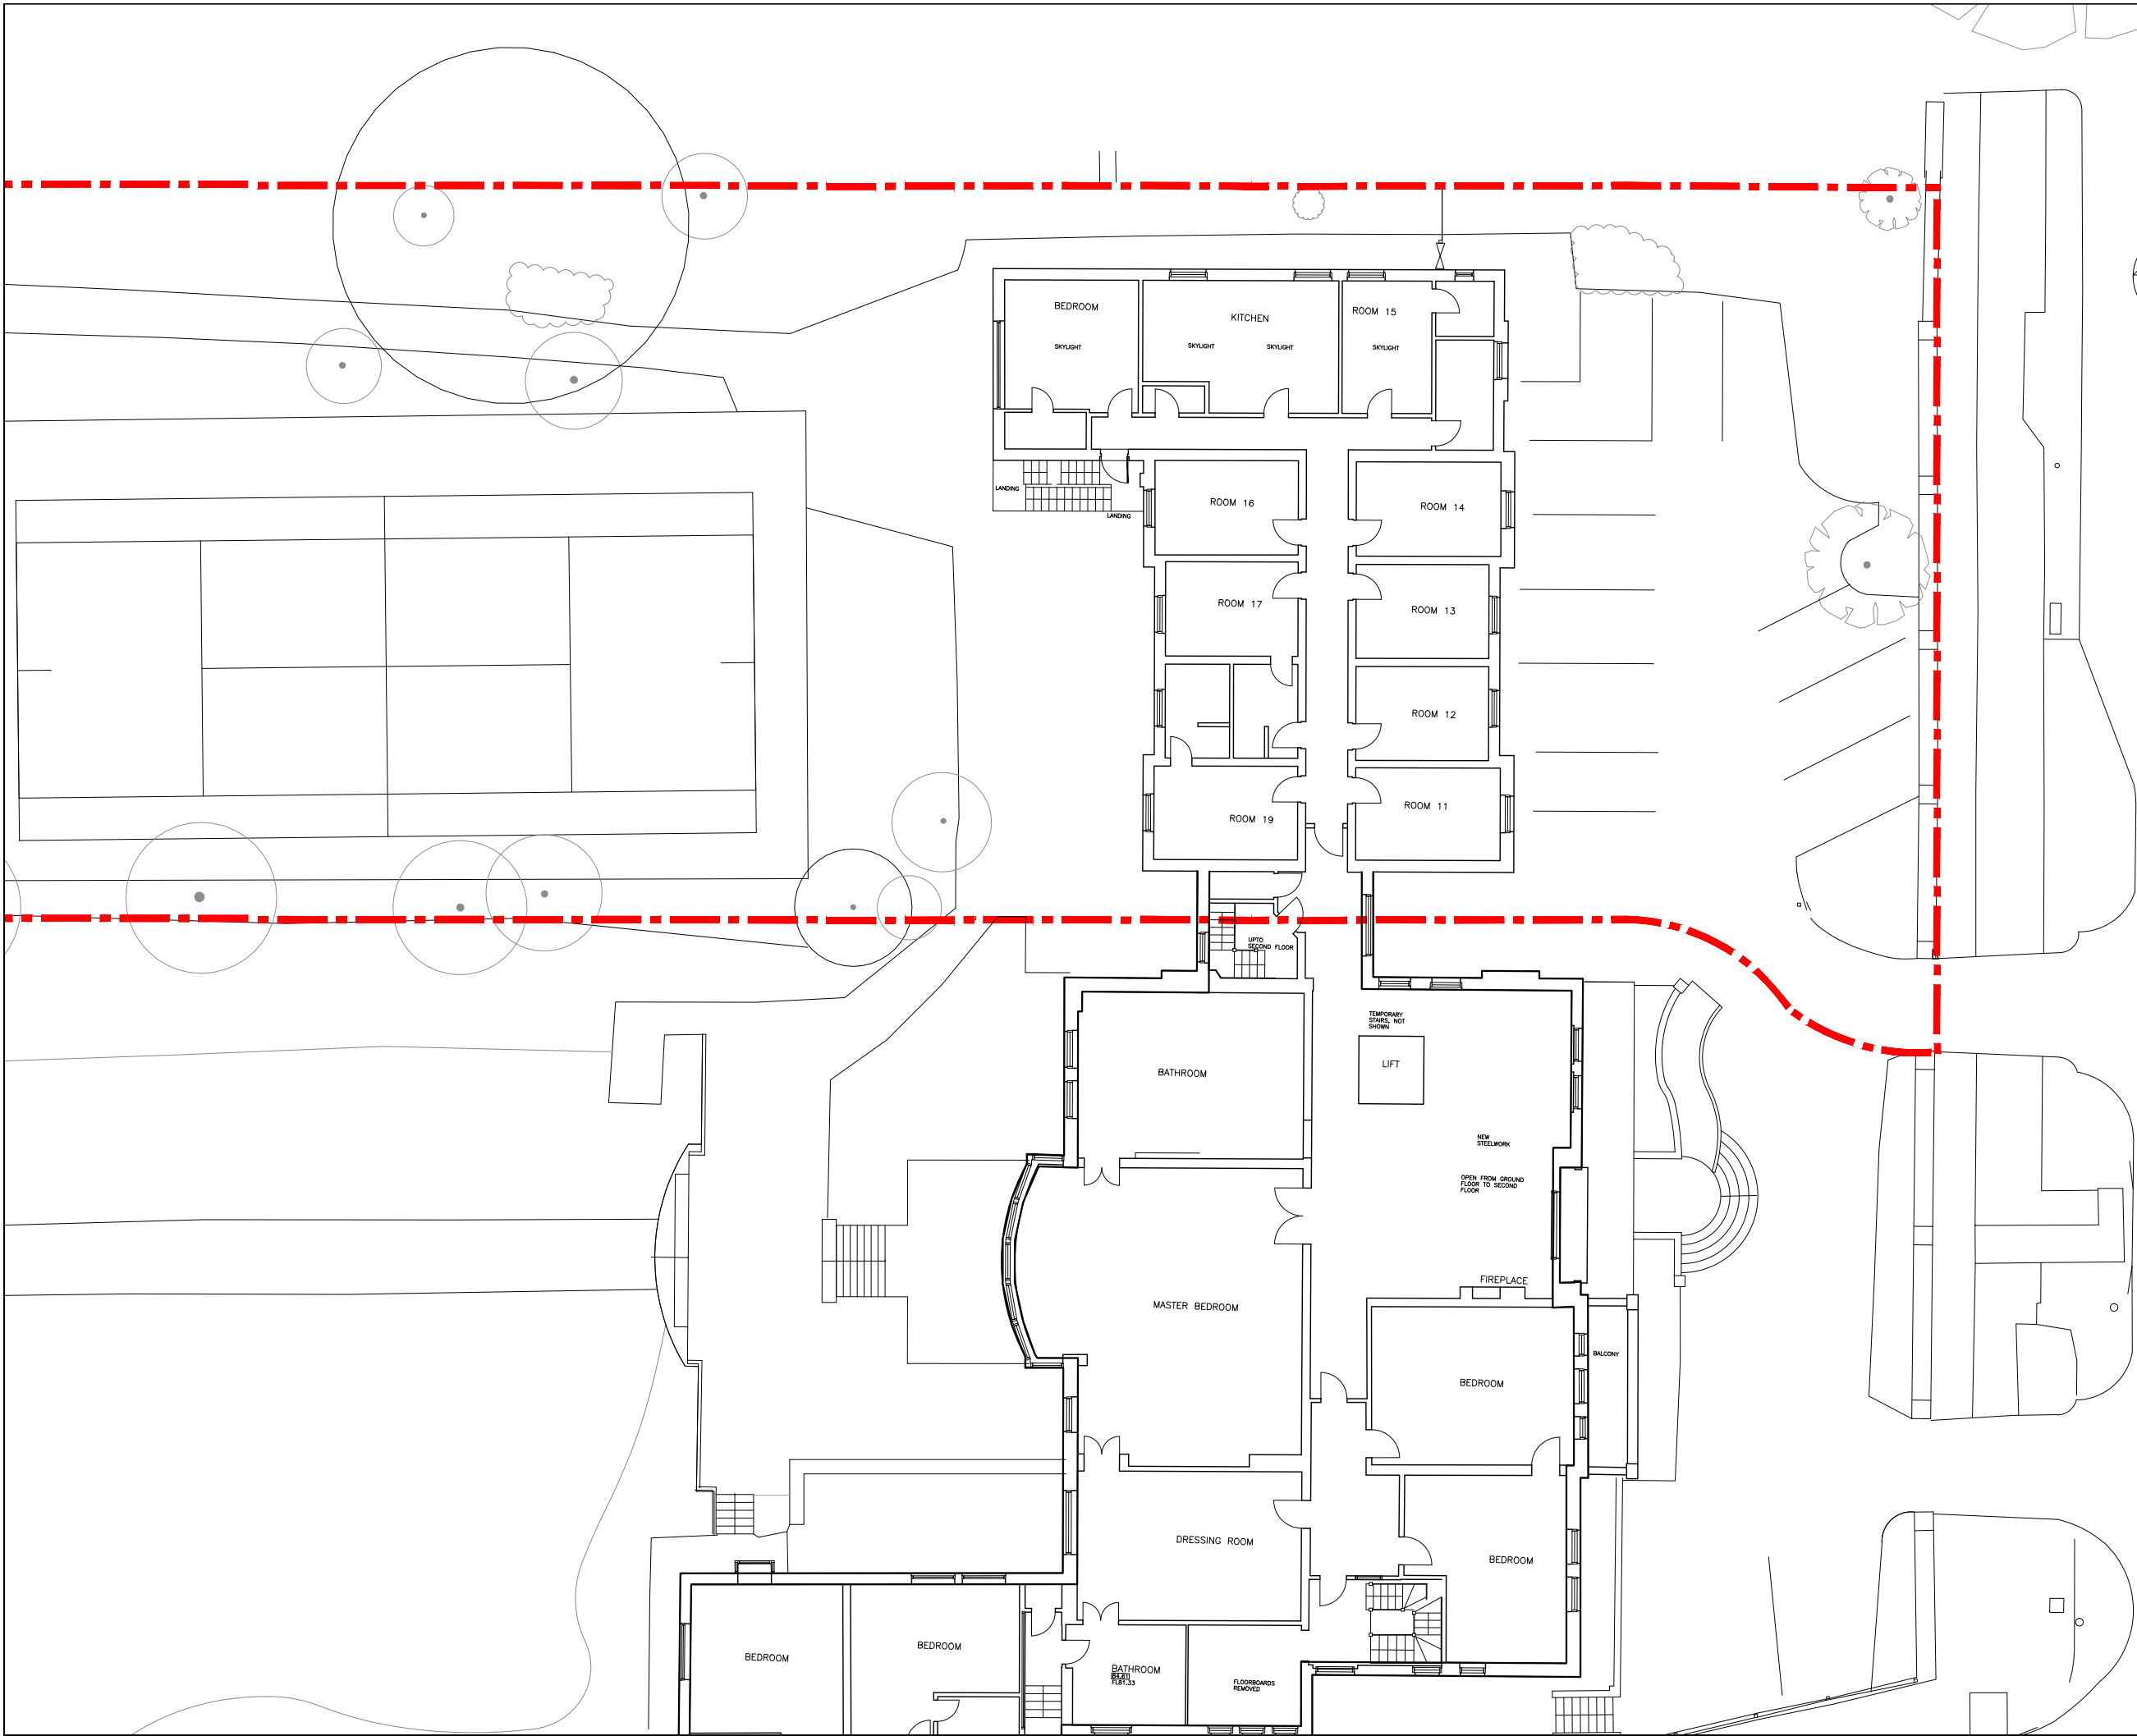 BEDROOM
KITCHEN
ROOM 15
SKYLIGHT
SKYLIGHT
SKYLIGHT
SKYLIGHT
LANDING
LANDING
ROOM 16
ROOM 14
ROOM 17
ROOM 13
ROOM 12
ROOM 11
ROOM 19
UPTO
SECOND FLOOR
TEMPORARY
STAIRS, NOT
SHOWN
LIFT
BATHROOM
NEW
STEELWORK
OPEN FROM GROUND
FLOOR TO SECOND
FLOOR
FIREPLACE
MASTER BEDROOM
BALCONY
BEDROOM
DRESSING ROOM
BEDROOM
BEDROOM
BEDROOM
BATHROOM
FL81.33
FLOORBOARDS
REMOVED